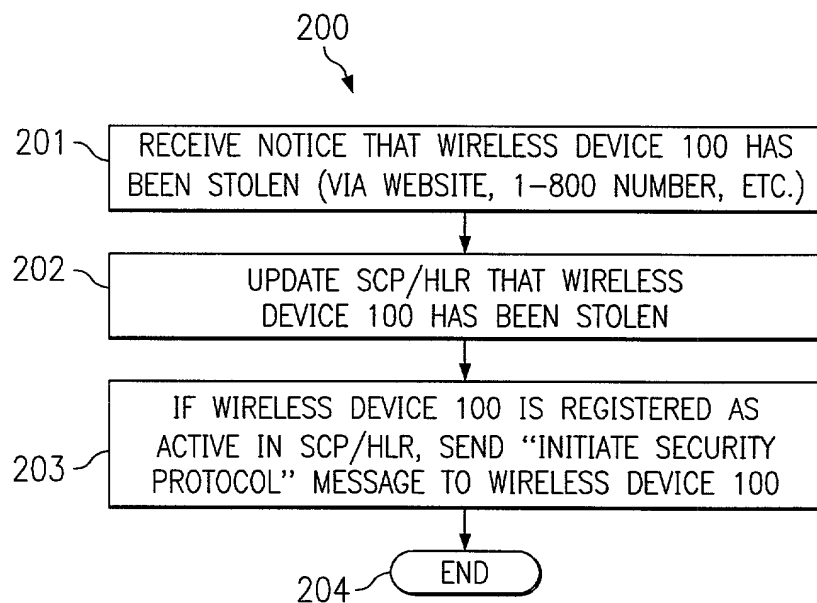 200
201
RECEIVE NOTICE THAT WIRELESS DEVICE 100 HAS
BEEN STOLEN (VIA WEBSITE, 1-800 NUMBER, ETC.)
202
UPDATE SCP/HLR THAT WIRELESS
DEVICE 100 HAS BEEN STOLEN
203
IF WIRELESS DEVICE 100 IS REGISTERED AS
ACTIVE IN SCP/HLR, SEND “INITIATE SECURITY
PROTOCOL” MESSAGE TO WIRELESS DEVICE 100
204
END